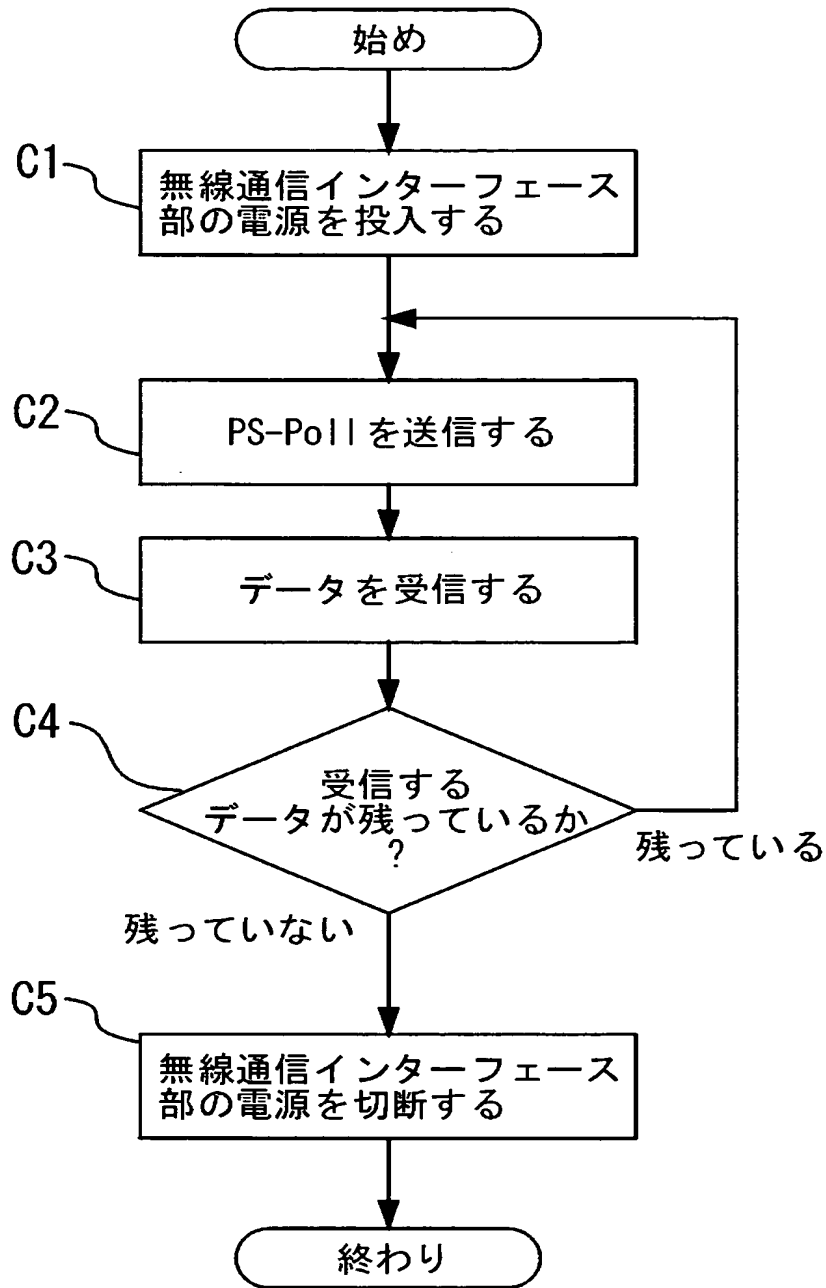 始め
C1
無線通信インターフェース
部の電源を投入する
C2
PS-Pollを送信する
C3
データを受信する
C4
受信する
データが残っているか
?
残っている
残っていない
C5
無線通信インターフェース
部の電源を切断する
終わり